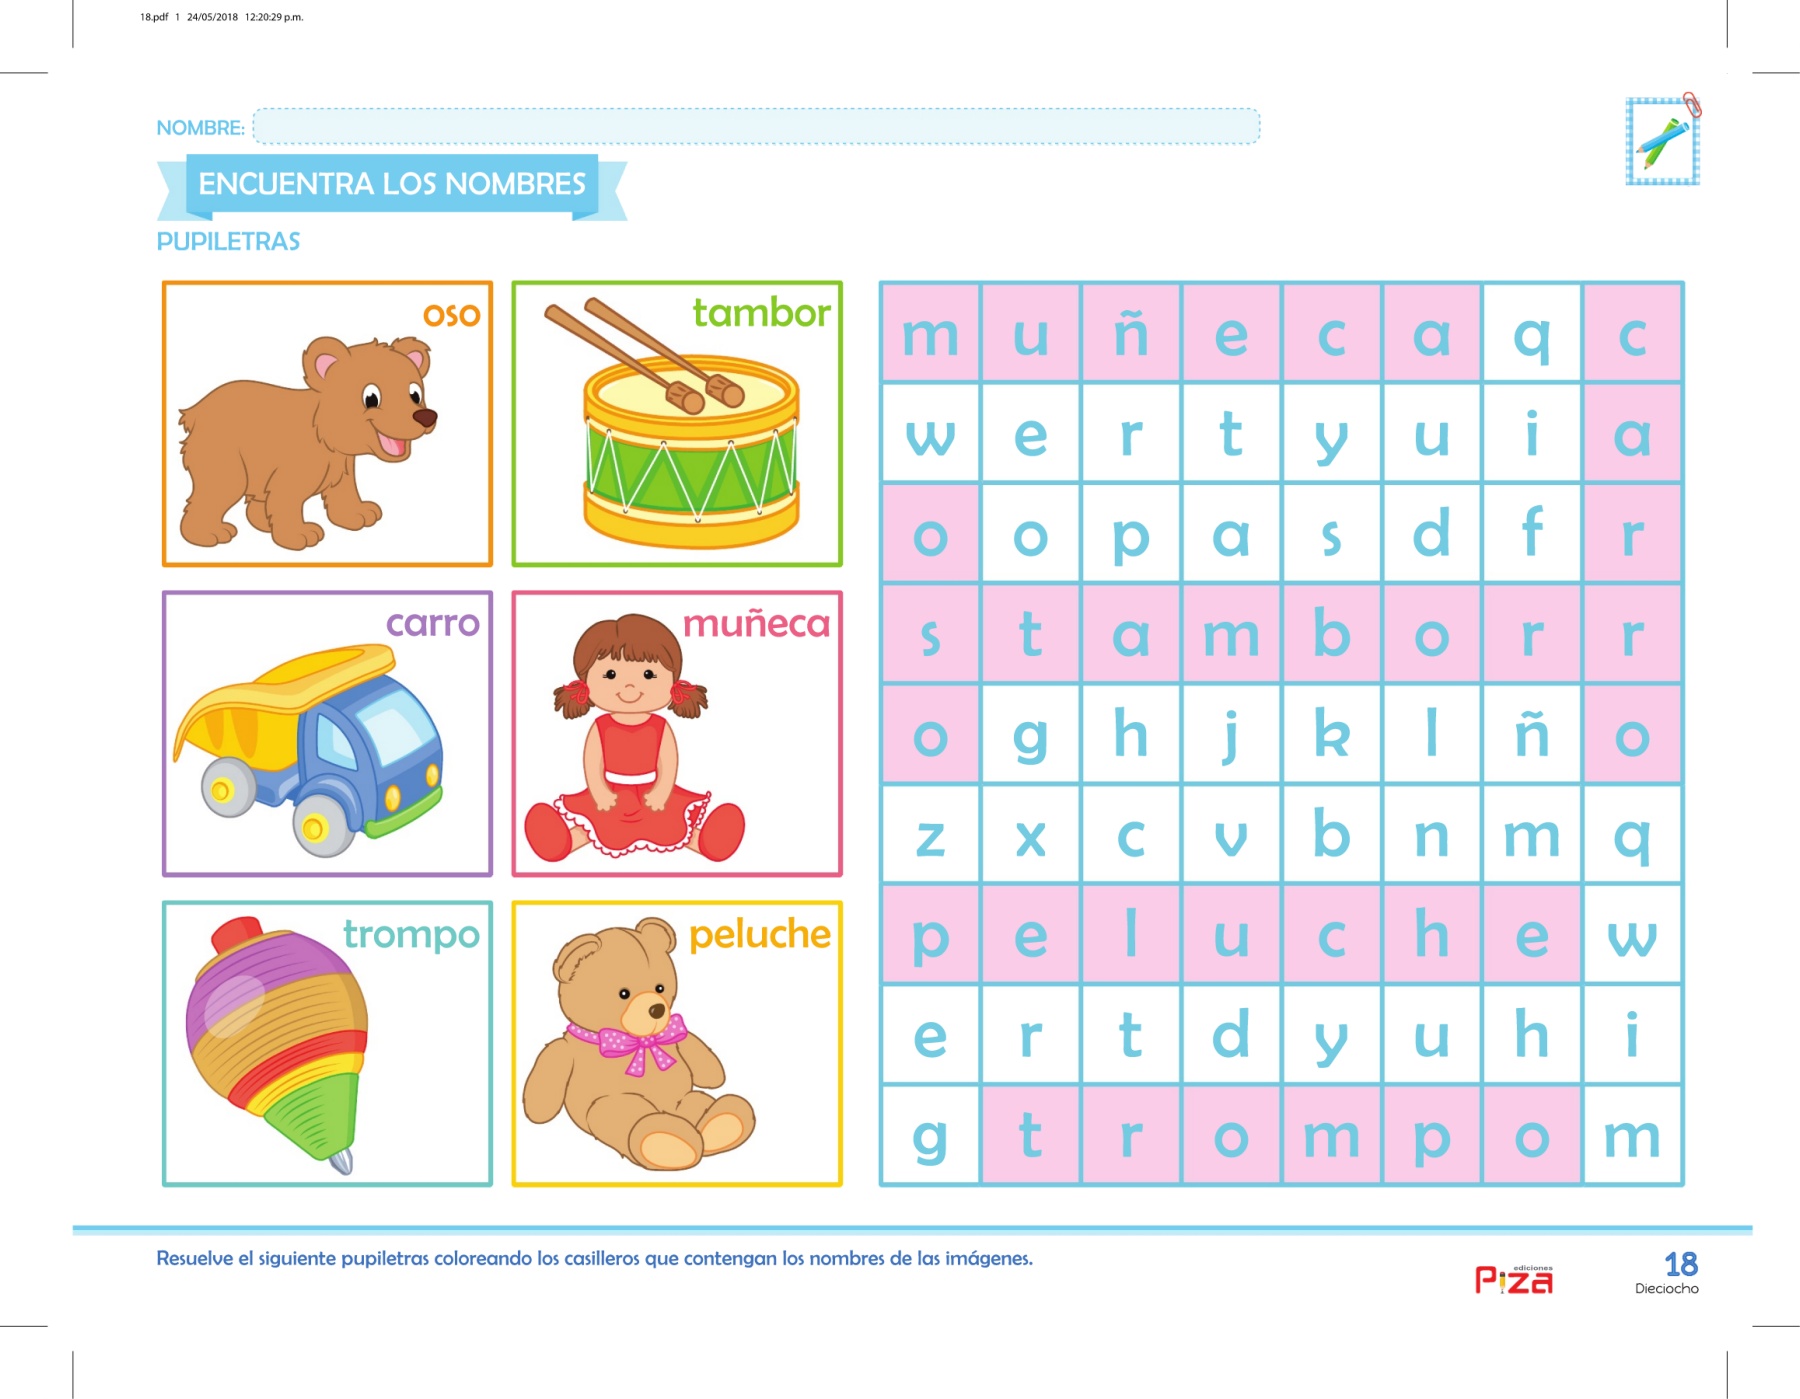 18.pdf 1 24/05/2018 12:20:29 p.m.
NOMBRE:
ENCUENTRA LOS NOMBRES
PUPILETRAS
oso
tambor
carro
muñeca
trompo
peluche
m u ñ e c a q c
w e r t y u i a
o o p a s d f r
s t a m b o r r
o g h j k l ñ o
z x c v b n m q
p e l u c h e w
e r t d y u h i
g t r o m p o m
Resuelve el siguiente pupiletras coloreando los casilleros que contengan los nombres de las imágenes.
ediciones
Piza
18
Dieciocho